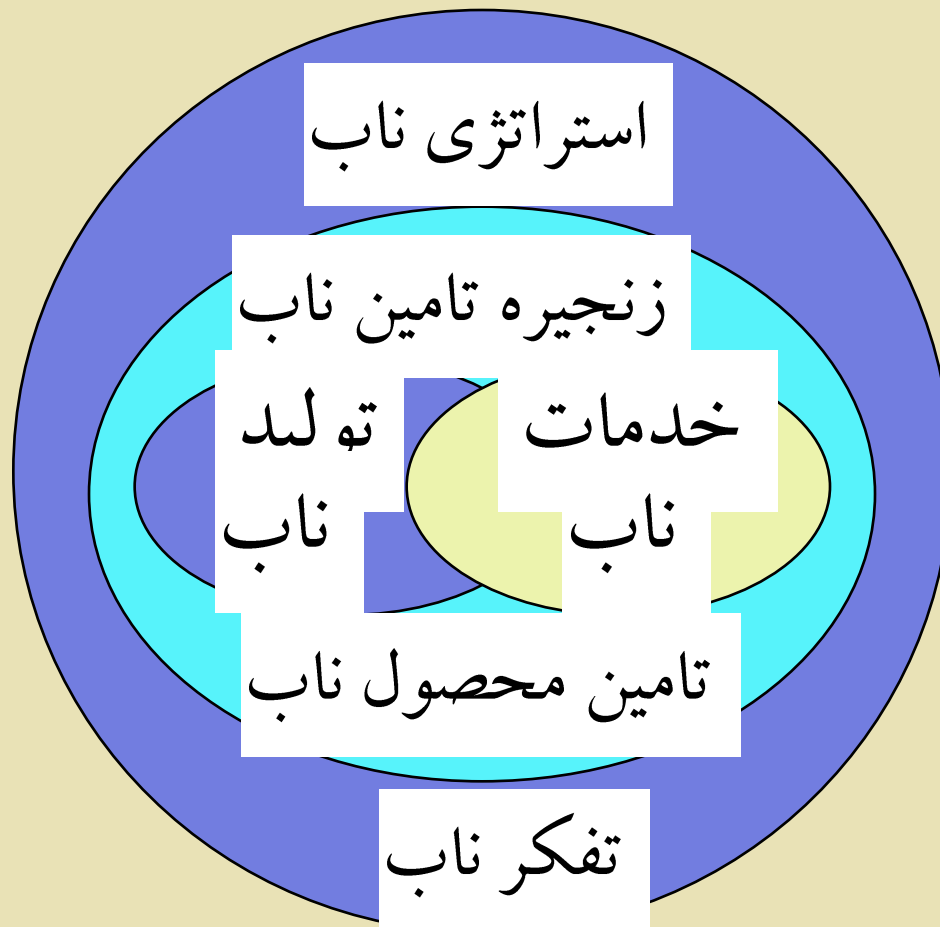 استراتژی ناب
زنجیره تامین ناب
خدمات
ناب
تولید
ناب
تامین محصول ناب
تفکر ناب